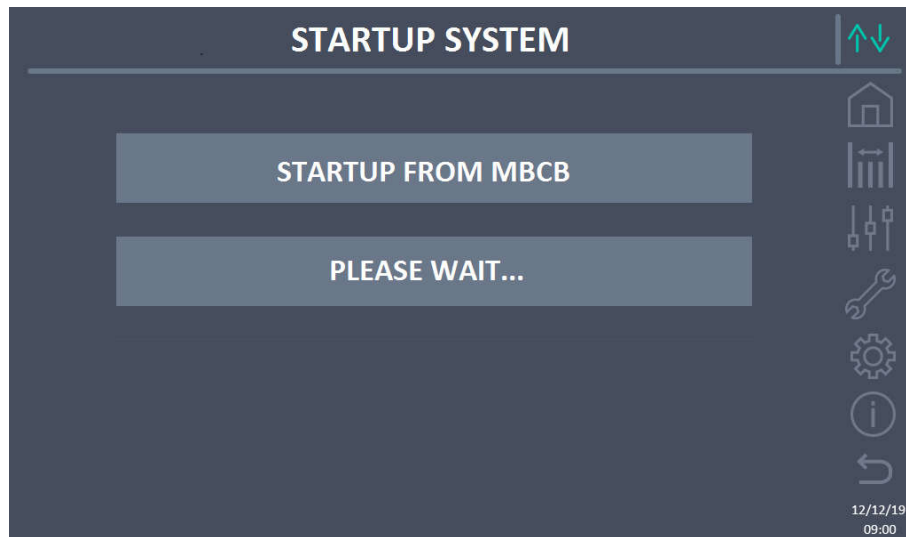 STARTUP SYSTEM
STARTUP FROM MBCB
PLEASE WAIT...
12/12/19
09:00